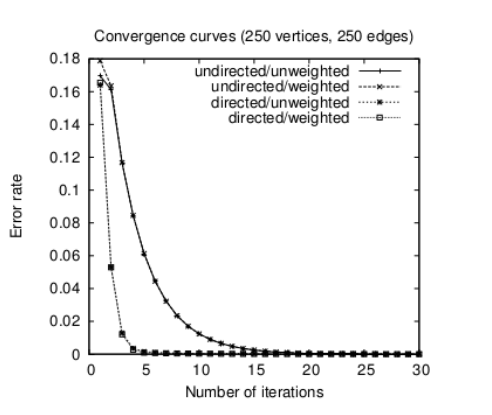 Convergence curves (250 vertices, 250 edges)
undirected/unweighted
undirected/weighted
directed/unweighted
directed/weighted
0.18
0.16
0.14
0.12
0.1
0.08
0.06
0.04
0.02
0
Error rate
0 5 10 15 20 25 30
Number of iterations